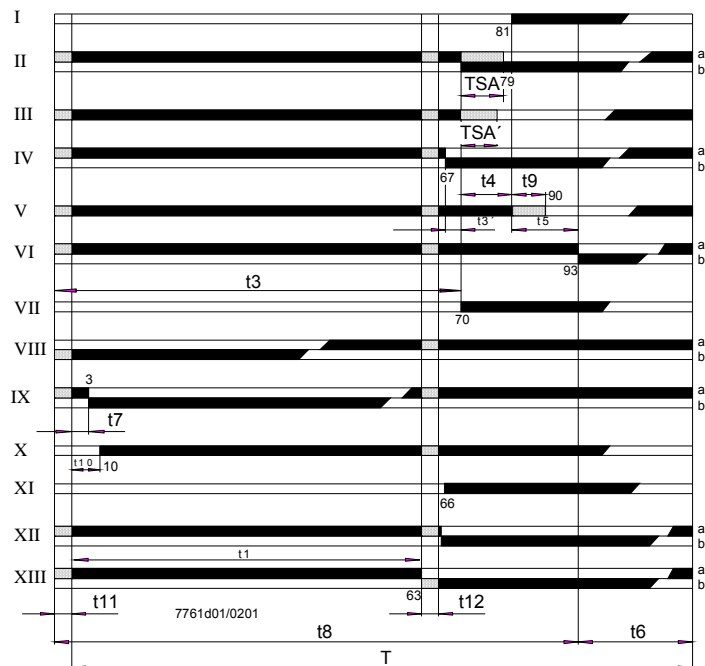 I
81
II
a
b
TSA
79
III
TSA´
IV
a
b
67
t4
t9
90
V
t3´
t5
VI
a
b
93
t3
VII
70
VIII
a
b
IX
3
a
b
t7
X
t10
10
XI
66
XII
a
b
t1
XIII
a
b
63
t11
7761d01/0201
t12
t8
t6
T